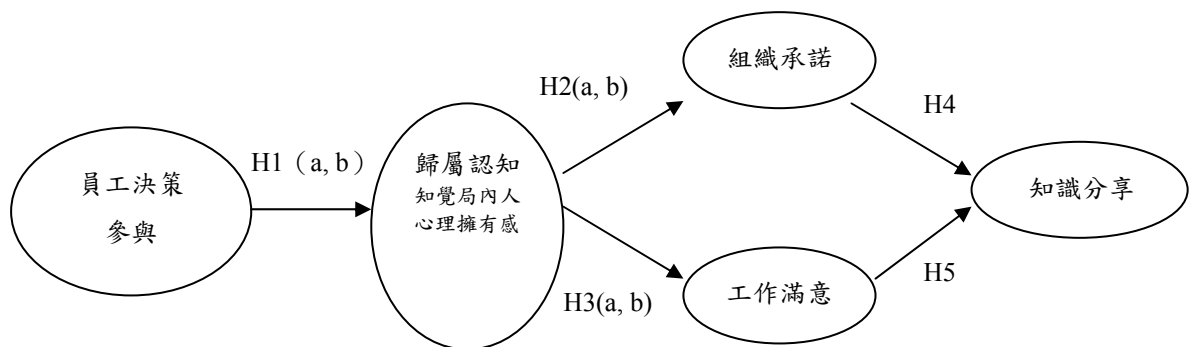 員工決策
參與
H1（a, b）
歸屬認知
知覺局內人
心理擁有感
H2(a, b)
組織承諾
H3(a, b)
工作滿意
H4
H5
知識分享